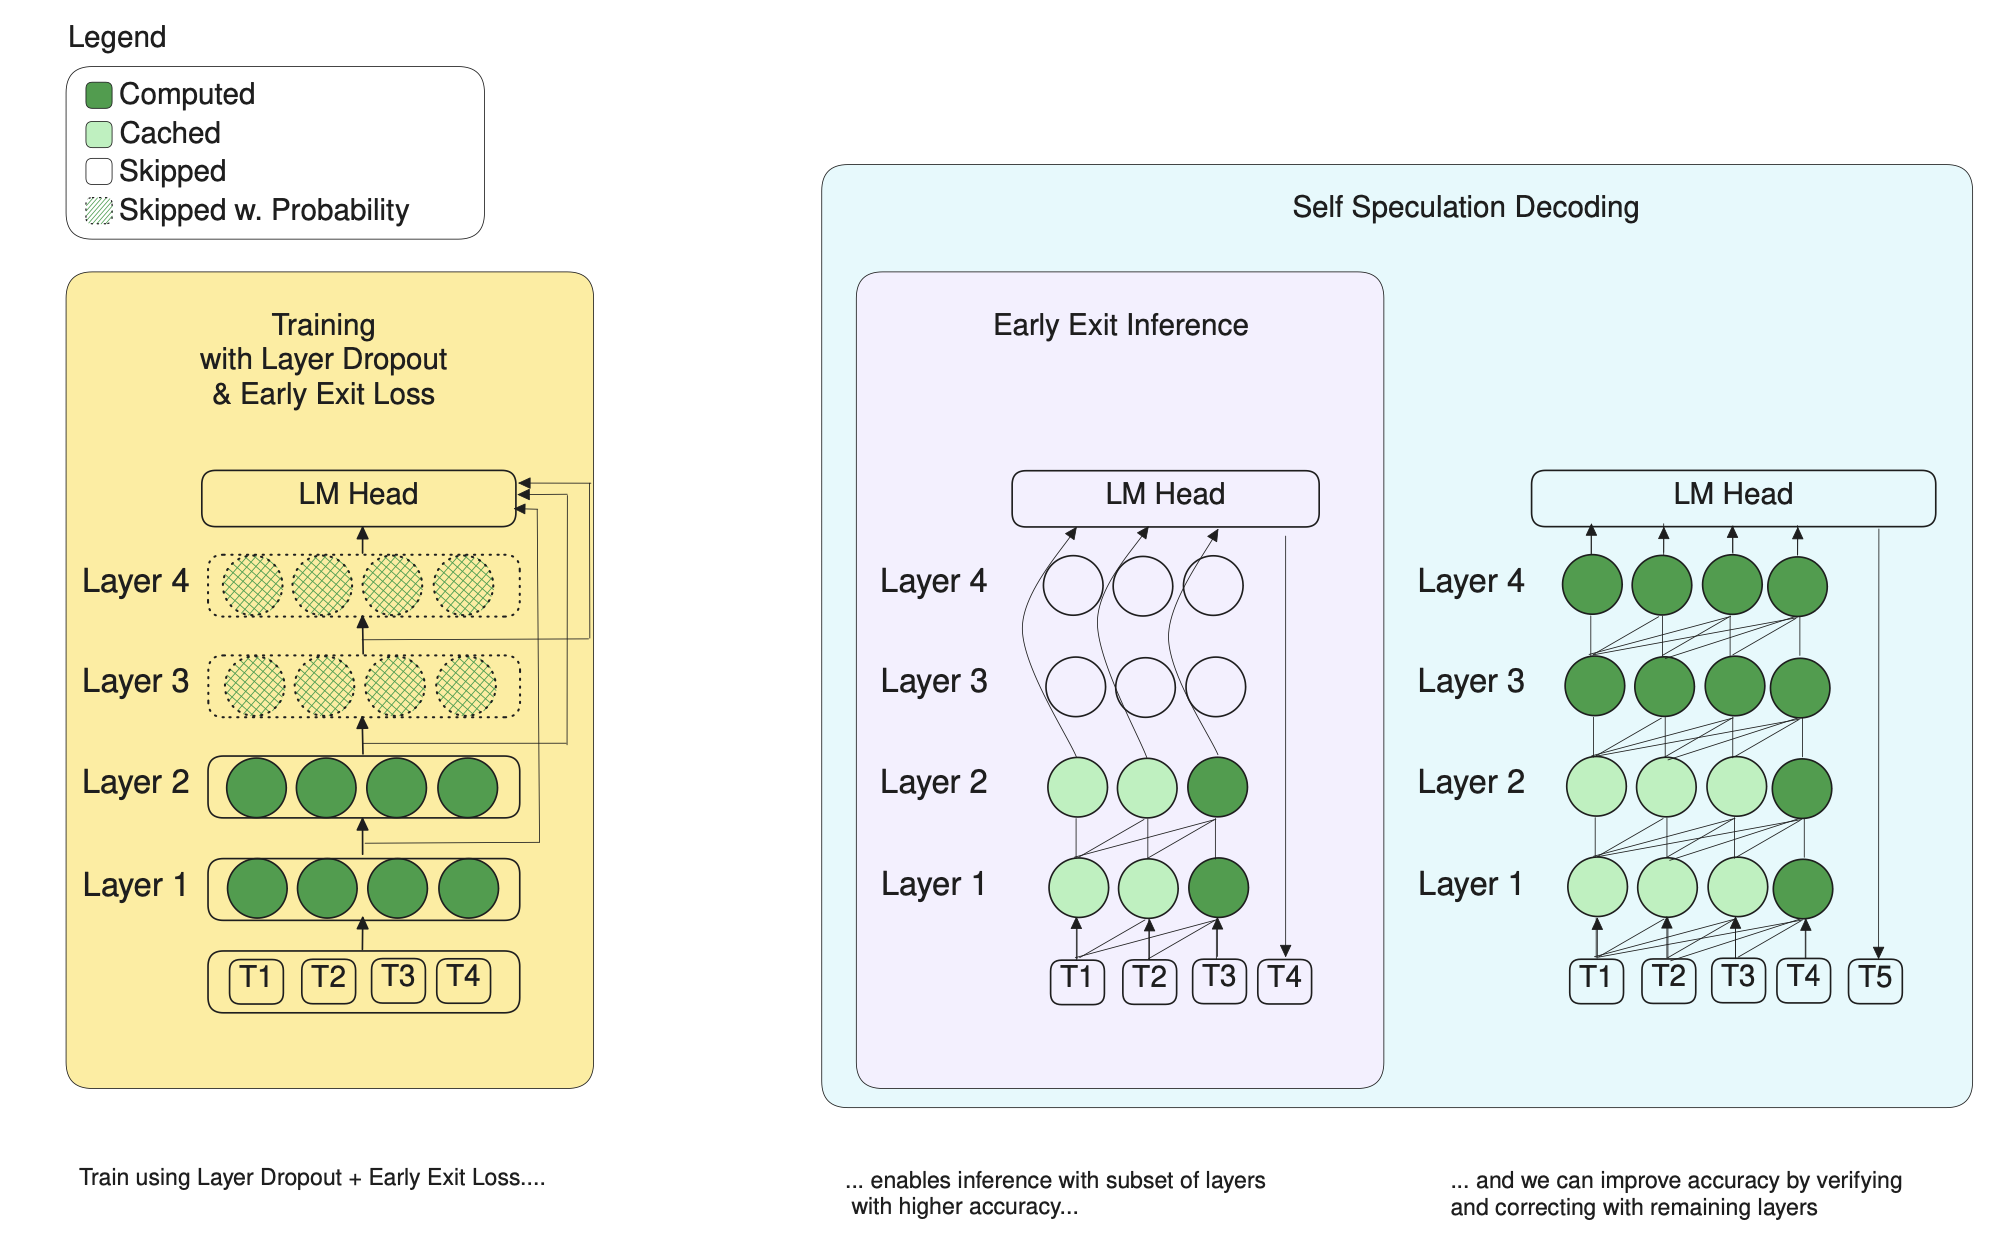 Legend
Computed
Cached
Skipped
Skipped w. Probability
Training
with Layer Dropout
& Early Exit Loss
LM Head
Layer 4
Layer 3
Layer 2
Layer 1
T1 T2 T3 T4
Train using Layer Dropout + Early Exit Loss....
Self Speculation Decoding
Early Exit Inference
LM Head
Layer 4
Layer 3
Layer 2
Layer 1
T1 T2 T3 T4
... enables inference with subset of layers
with higher accuracy...
LM Head
Layer 4
Layer 3
Layer 2
Layer 1
T1 T2 T3 T4 T5
... and we can improve accuracy by verifying
and correcting with remaining layers